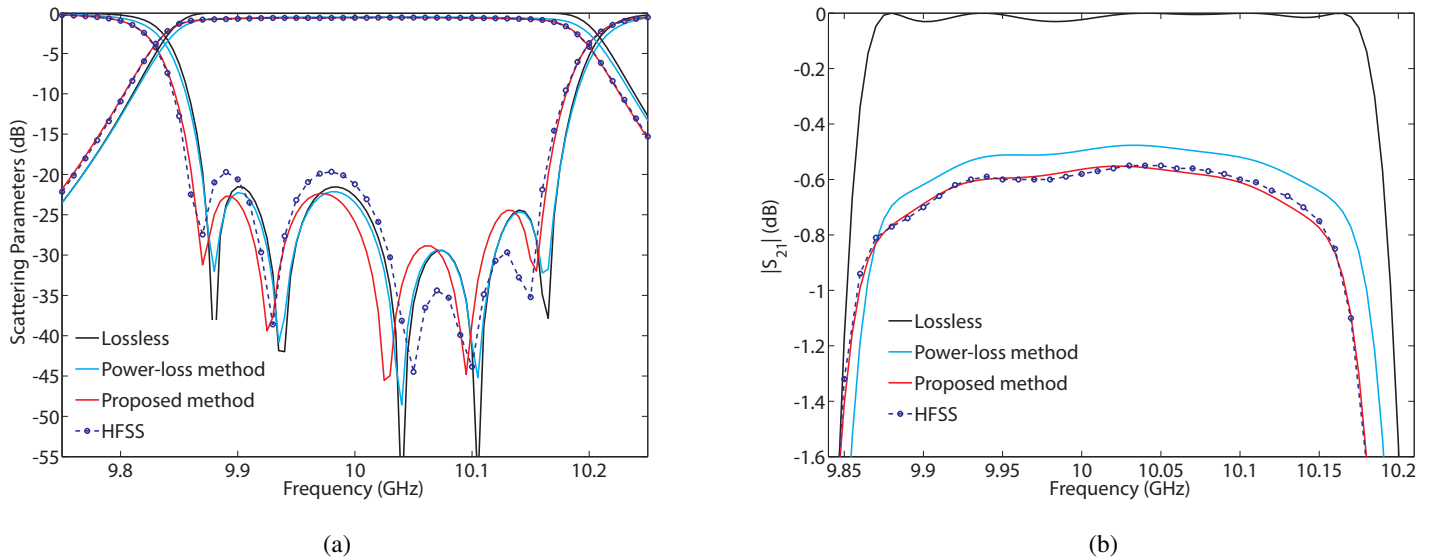 0
-5
-10
-15
-20
-25
-30
-35
-40
-45
-50
-55
9.8
9.9
10
10.1
10.2
Scattering Parameters (dB)
Frequency (GHz)
Lossless
Power-loss method
Proposed method
HFSS
(a)
0
-0.2
-0.4
-0.6
-0.8
-1
-1.2
-1.4
-1.6
9.85
9.9
9.95
10
10.05
10.1
10.15
10.2
|S21| (dB)
Frequency (GHz)
Lossless
Power-loss method
Proposed method
HFSS
(b)